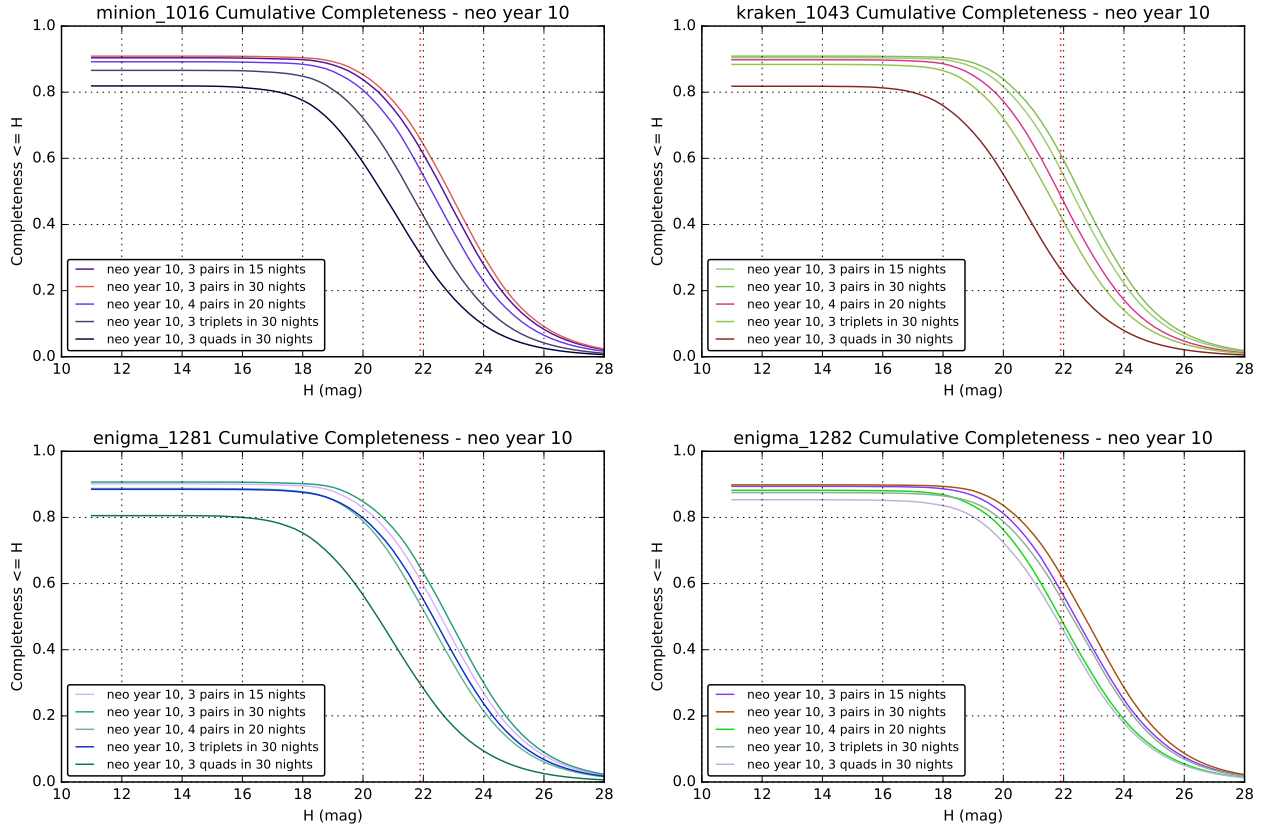 minion_1016 Cumulative Completeness - neo year 10
1.0
0.8
0.6
0.4
0.2
0.0
Completeness <= H
neo year 10, 3 pairs in 15 nights
neo year 10, 3 pairs in 30 nights
neo year 10, 4 pairs in 20 nights
neo year 10, 3 triplets in 30 nights
neo year 10, 3 quads in 30 nights
10 12 14 16 18 20 22 24 26 28
H (mag)
kraken_1043 Cumulative Completeness - neo year 10
1.0
0.8
0.6
0.4
0.2
0.0
Completeness <= H
neo year 10, 3 pairs in 15 nights
neo year 10, 3 pairs in 30 nights
neo year 10, 4 pairs in 20 nights
neo year 10, 3 triplets in 30 nights
neo year 10, 3 quads in 30 nights
10 12 14 16 18 20 22 24 26 28
H (mag)
enigma_1281 Cumulative Completeness - neo year 10
1.0
0.8
0.6
0.4
0.2
0.0
Completeness <= H
neo year 10, 3 pairs in 15 nights
neo year 10, 3 pairs in 30 nights
neo year 10, 4 pairs in 20 nights
neo year 10, 3 triplets in 30 nights
neo year 10, 3 quads in 30 nights
10 12 14 16 18 20 22 24 26 28
H (mag)
enigma_1282 Cumulative Completeness - neo year 10
1.0
0.8
0.6
0.4
0.2
0.0
Completeness <= H
neo year 10, 3 pairs in 15 nights
neo year 10, 3 pairs in 30 nights
neo year 10, 4 pairs in 20 nights
neo year 10, 3 triplets in 30 nights
neo year 10, 3 quads in 30 nights
10 12 14 16 18 20 22 24 26 28
H (mag)